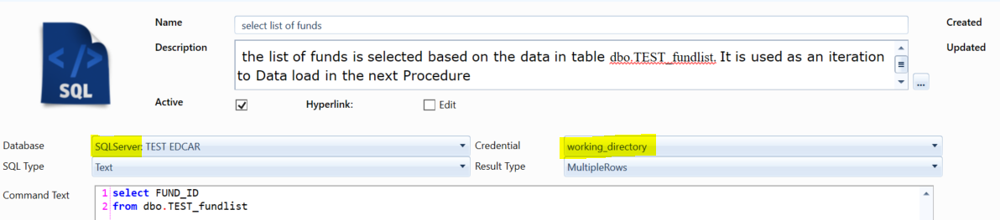 Name
select list of funds
Created
Description
the list of funds is selected based on the data in table dbo.TEST_fundlist. It is used as an iteration
to Data load in the next Procedure
Updated
...
</>
SQL
Active
Hyperlink:
Edit
Database
SQLServer: TEST EDCAR
Credential
working_directory
SQL Type
Text
Result Type
MultipleRows
Command Text
1 select FUND_ID
2 from dbo.TEST_fundlist